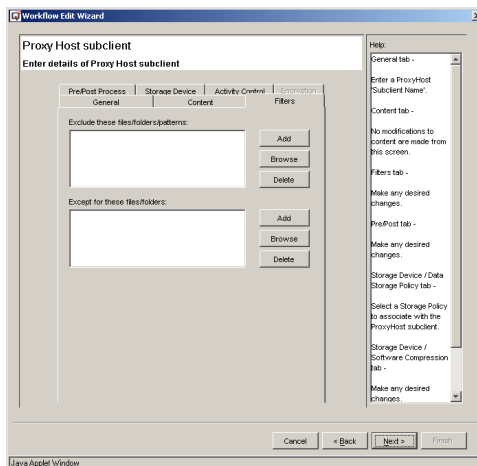 Workflow Edit Wizard
Proxy Host subclient
Enter details of Proxy Host subclient
Pre/Post Process
Storage Device
Activity Control
Encryption
General
Content
Filters
Exclude these files/folders/patterns:
Add
Browse
Delete
Except for these files/folders:
Add
Browse
Delete
Help:
General tab -
Enter a ProxyHost
'Subclient Name'.
Content tab -
No modifications to
content are made from
this screen.
Filters tab -
Make any desired
changes.
Pre/Post tab -
Make any desired
changes.
Storage Device / Data
Storage Policy tab -
Select a Storage Policy
to associate with the
ProxyHost subclient.
Storage Device /
Software Compression
tab -
Make any desired
changes.
Cancel
< Back
Next >
Finish
Java Applet Window